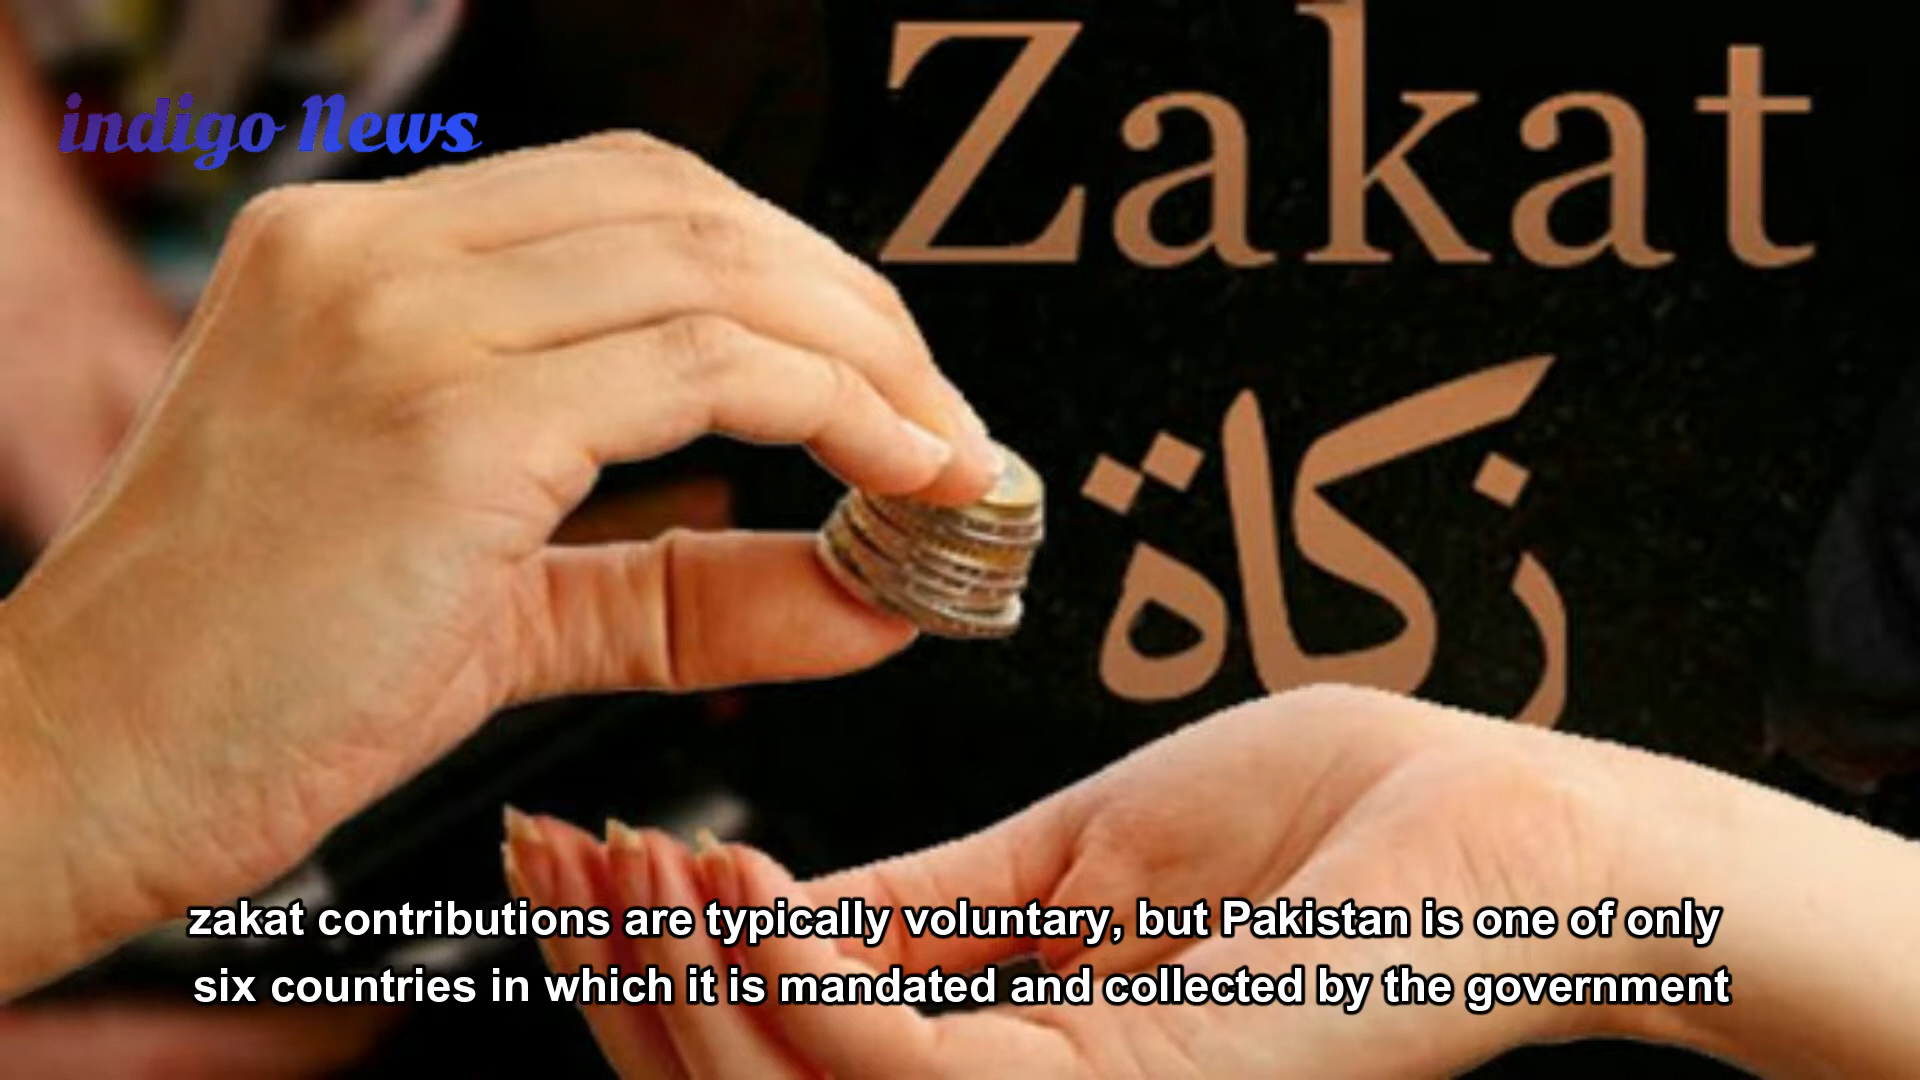 indigo News
Zakat
زكاة
zakat contributions are typically voluntary, but Pakistan is one of only
six countries in which it is mandated and collected by the government